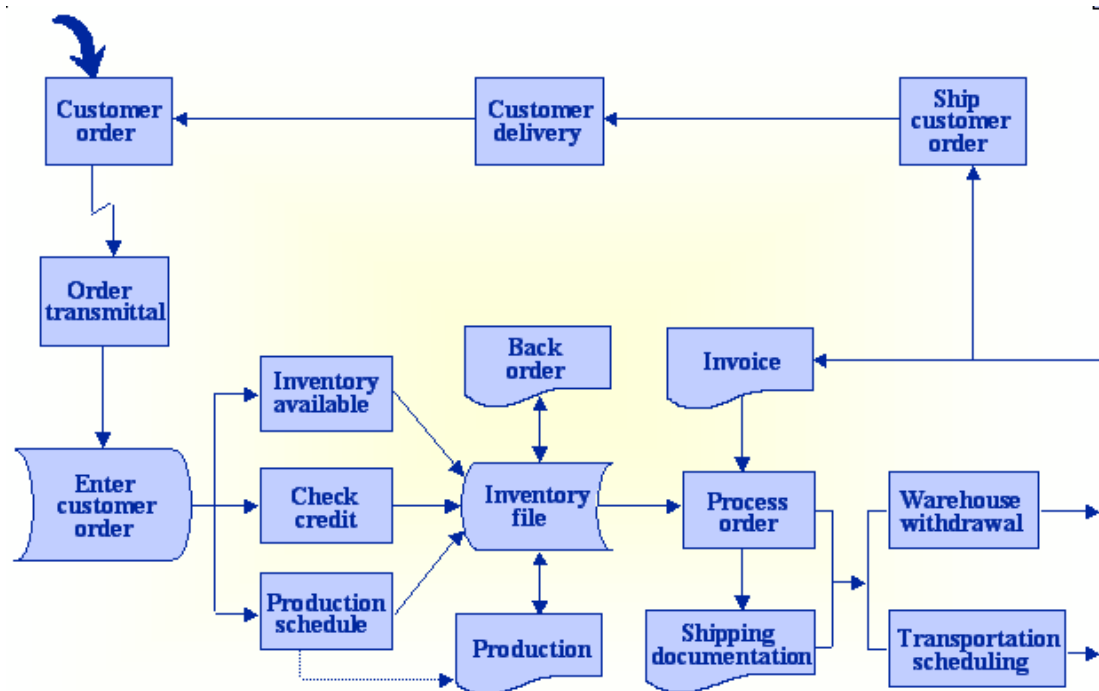 Customer
order
Customer
delivery
Ship
customer
order
Order
transmittal
Back
order
Invoice
Inventory
available
Enter
customer
order
Check
credit
Inventory
file
Process
order
Warehouse
withdrawal
Production
schedule
Production
Shipping
documentation
Transportation
scheduling